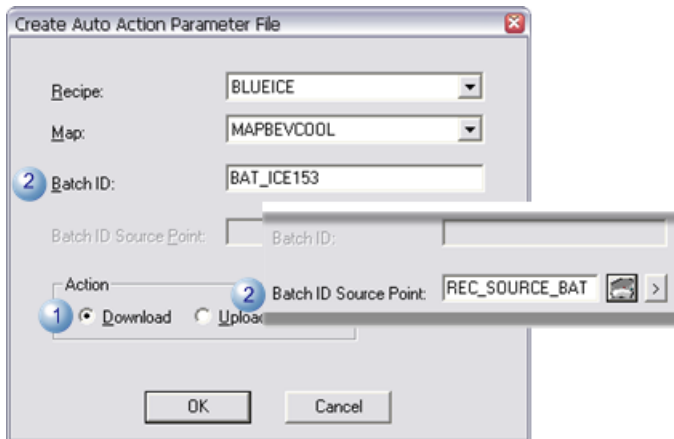 Create Auto Action Parameter File
Recipe: BLUEICE
Map: MAPBEVCOOL
2 Batch ID: BAT_ICE153
Batch ID Source Point:
Batch ID:
2 Batch ID Source Point: REC_SOURCE_BAT >
Action
1 Download Uploa
OK Cancel